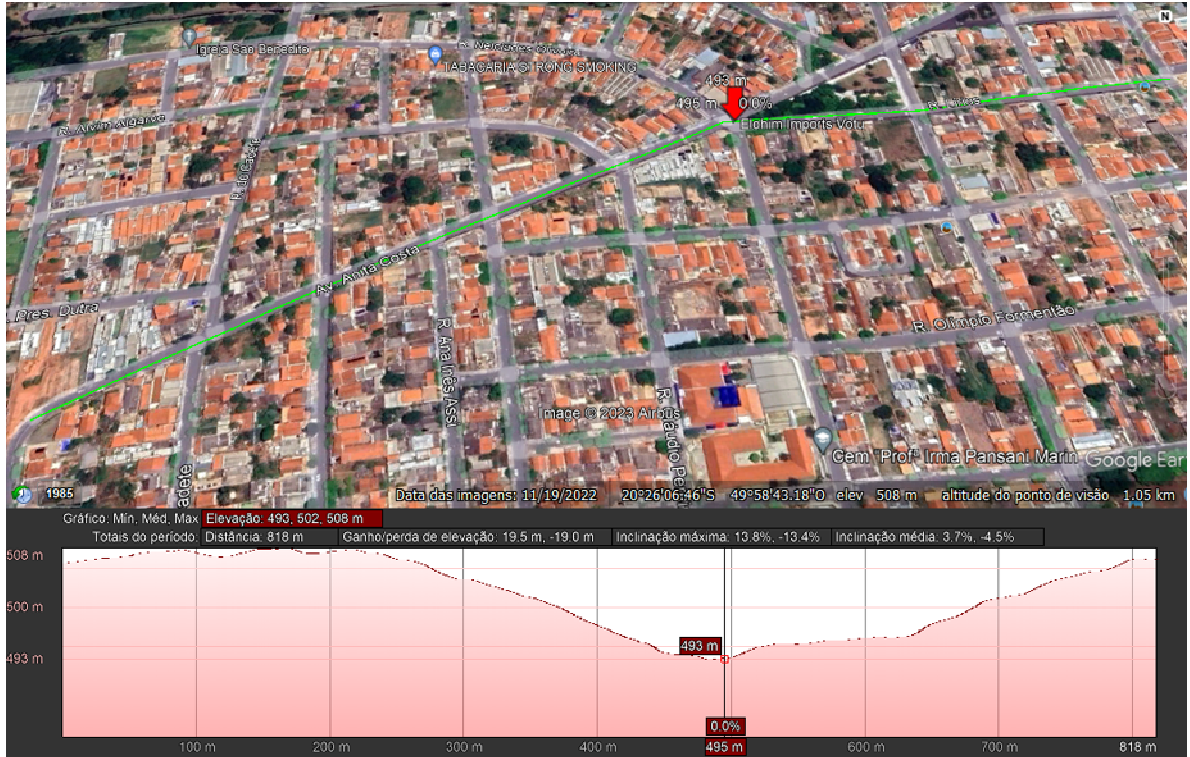 N
Igreja São Benedito
TABACARIA STRONG SMOKING
493 m
495 m 0.0%
Elohim Imports Votu
R. Alvim Algarve
Av. Anita Costa
Pres. Dutra
R. Olímpio Formentão
R. Ana Inês Assi
Image © 2023 Airbus
Cem "Profª Irma Pansani Marin
Google Ear
1985
Data das imagens: 11/19/2022 20°26'06.46"S 49°58'43.18"O elev 508 m altitude do ponto de visão 1.05 km
Gráfico: Mín, Méd, Máx Elevação: 493, 502, 508 m
Totais do período: Distância: 818 m Ganho/perda de elevação: 19.5 m, -19.0 m Inclinação máxima: 13.8%, -13.4% Inclinação média: 3.7%, -4.5%
508 m
500 m
493 m
493 m
0.0%
100 m 200 m 300 m 400 m 495 m 600 m 700 m 818 m